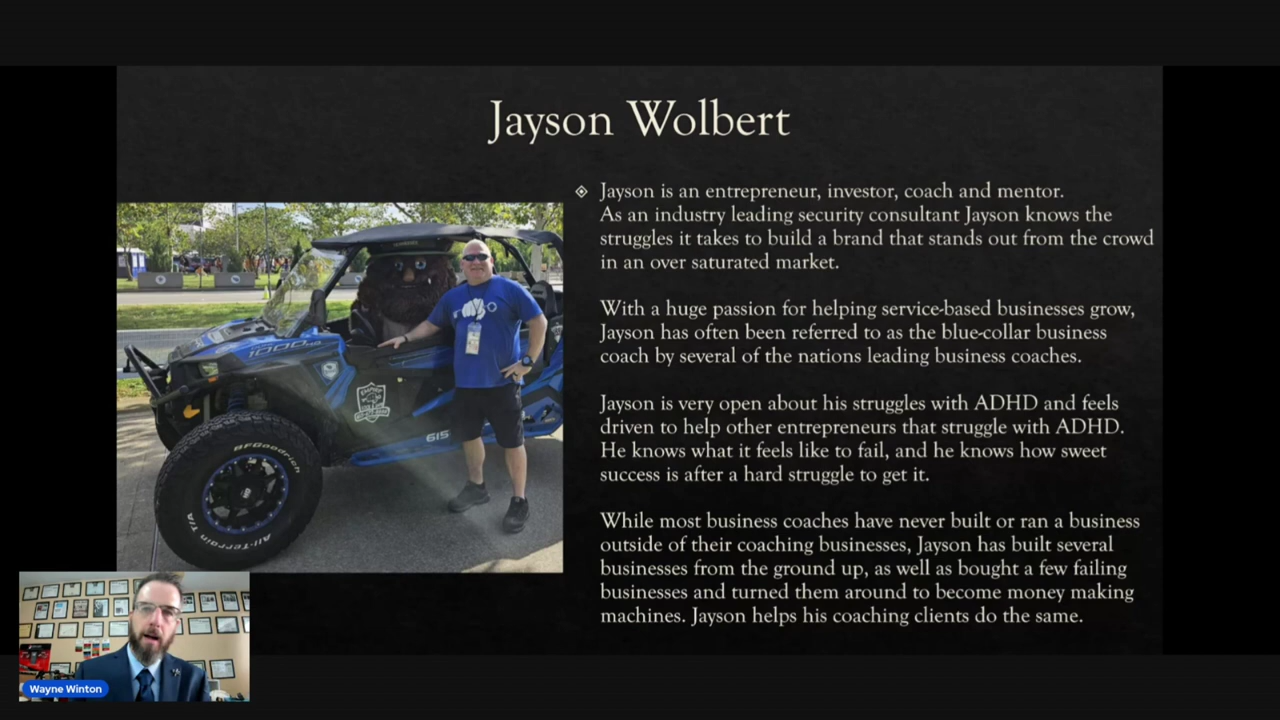 Jayson Wolbert
Jayson is an entrepreneur, investor, coach and mentor.
As an industry leading security consultant Jayson knows the
struggles it takes to build a brand that stands out from the crowd
in an over saturated market.
With a huge passion for helping service-based businesses grow,
Jayson has often been referred to as the blue-collar business
coach by several of the nations leading business coaches.
Jayson is very open about his struggles with ADHD and feels
driven to help other entrepreneurs that struggle with ADHD.
He knows what it feels like to fail, and he knows how sweet
success is after a hard struggle to get it.
While most business coaches have never built or ran a business
outside of their coaching businesses, Jayson has built several
businesses from the ground up, as well as bought a few failing
businesses and turned them around to become money making
machines. Jayson helps his coaching clients do the same.
1000
615
BFGoodrich
All-Terrain T/A
Wayne Winton